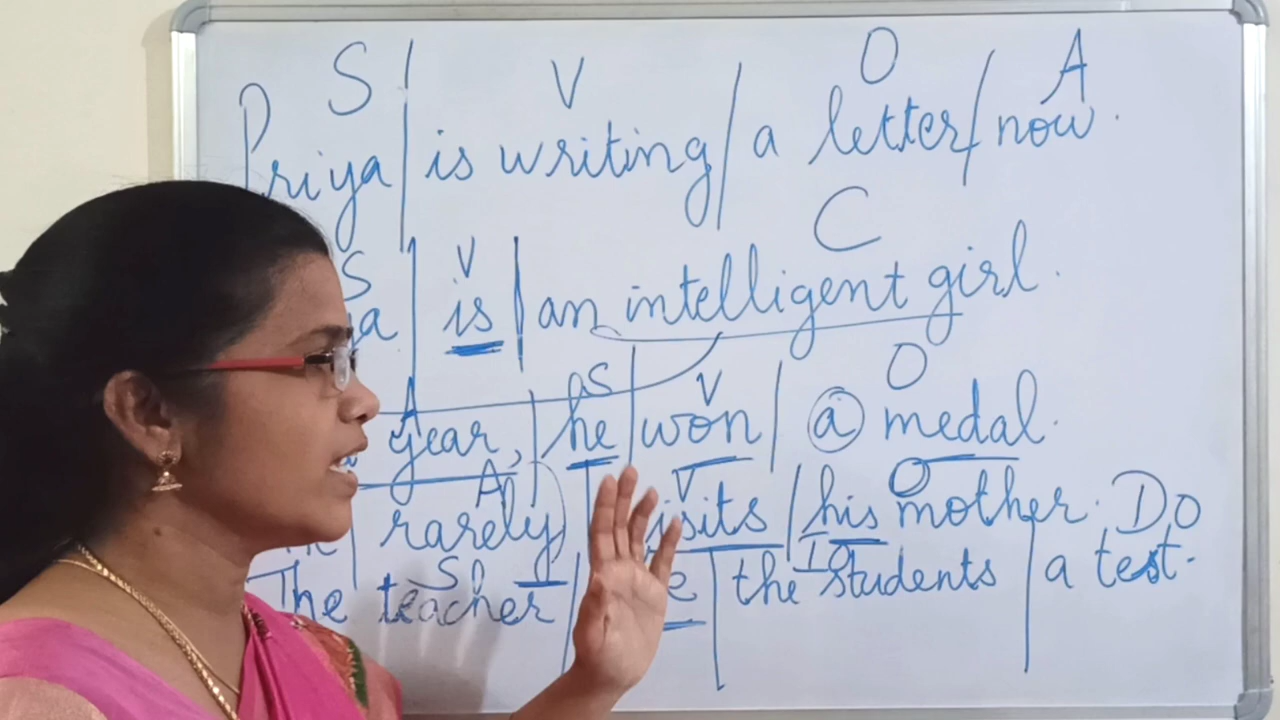 S V O A
Priya / is writing / a letter / now.
S V C
is / an intelligent girl.
A S V O
year, / he / won / a medal.
A V O
rarely / visits / his mother. DO
S IO
The teacher / the students / a test.